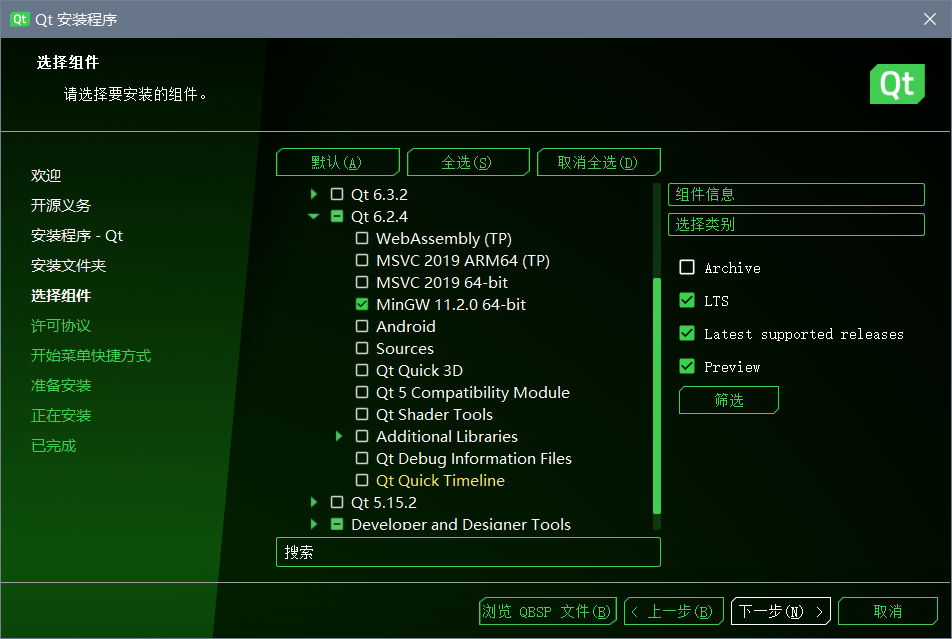 Qt Qt 安装程序
选择组件
请选择要安装的组件。
Qt
欢迎
开源义务
安装程序 - Qt
安装文件夹
选择组件
许可协议
开始菜单快捷方式
准备安装
正在安装
已完成
默认(A) 全选(S) 取消全选(D)
Qt 6.3.2
Qt 6.2.4
WebAssembly (TP)
MSVC 2019 ARM64 (TP)
MSVC 2019 64-bit
MinGW 11.2.0 64-bit
Android
Sources
Qt Quick 3D
Qt 5 Compatibility Module
Qt Shader Tools
Additional Libraries
Qt Debug Information Files
Qt Quick Timeline
Qt 5.15.2
Developer and Designer Tools
搜索
组件信息
选择类别
Archive
LTS
Latest supported releases
Preview
筛选
浏览 QBSP 文件(B) < 上一步(B) 下一步(N) > 取消